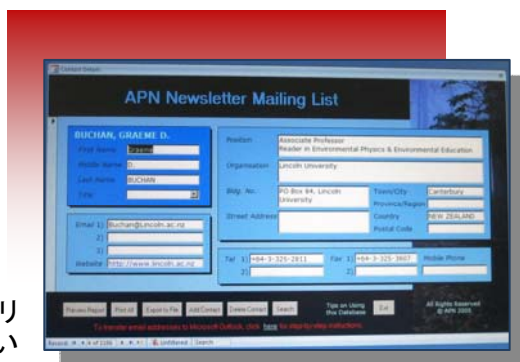 Contact Details
APN Newsletter Mailing List
BUCHAN, GRAEME D.
First Name Graeme
Middle Name D.
Last Name BUCHAN
Title
Email 1) Buchan@Lincoln.ac.nz
2)
3)
Website http://www.lincoln.ac.nz
Position Associate Professor
Reader in Environmental Physics & Environmental Education
Organisation Lincoln University
Bldg. No. PO Box 84, Lincoln
University
Street Address
Town/City Canterbury
Province/Region
Country NEW ZEALAND
Postal Code
Tel 1) +64-3-325-2811 Fax 1) +64-3-325-3607 Mobile Phone
2) 2)
Preview Report Print All Export to File Add Contact Delete Contact Search Tips on Using
this Database Exit All Rights Reserved
© APN 2005
To transfer email addresses to Microsoft Outlook, click here for step-by-step instructions.
Unfiltered Search
リ
い